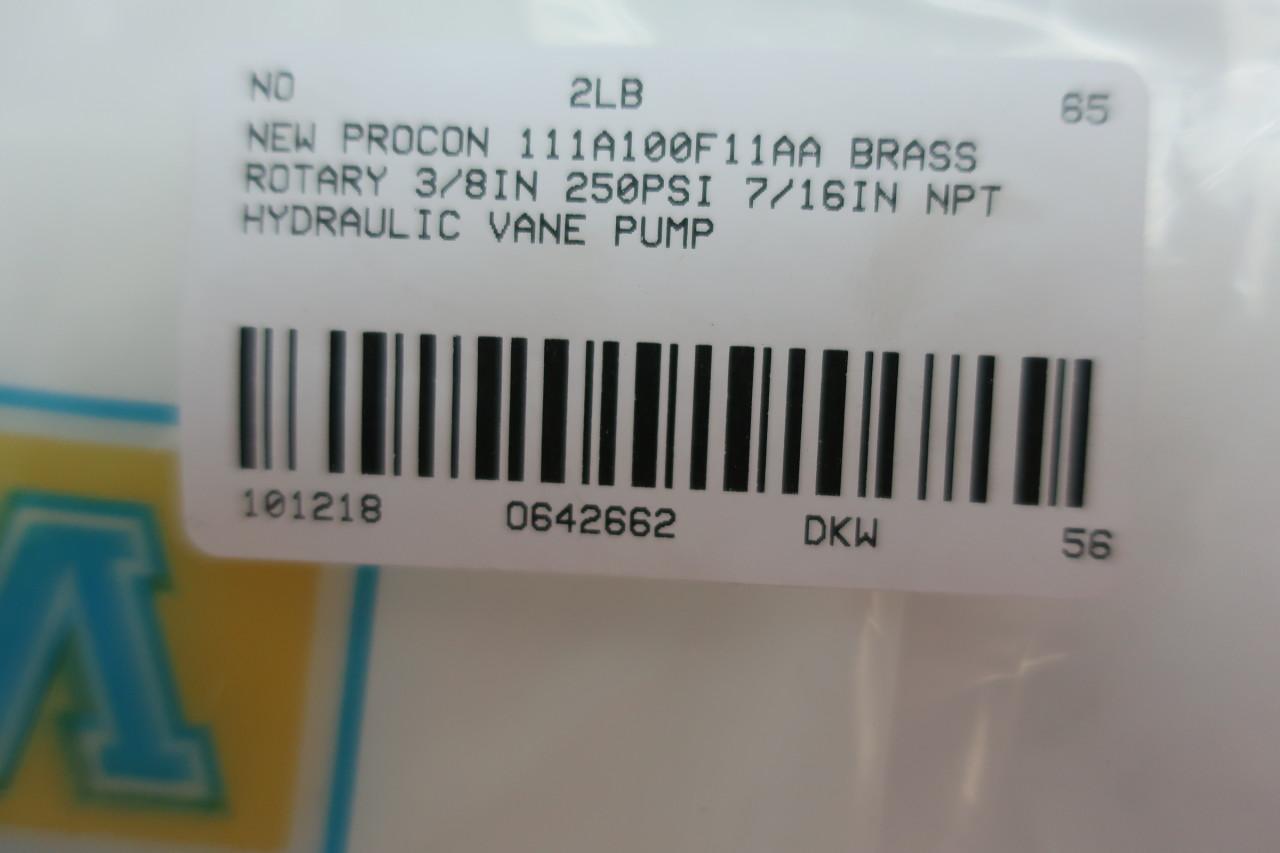 NO 2LB 65
NEW PROCON 111A100F11AA BRASS
ROTARY 3/8IN 250PSI 7/16IN NPT
HYDRAULIC VANE PUMP
101218 0642662 DKW 56